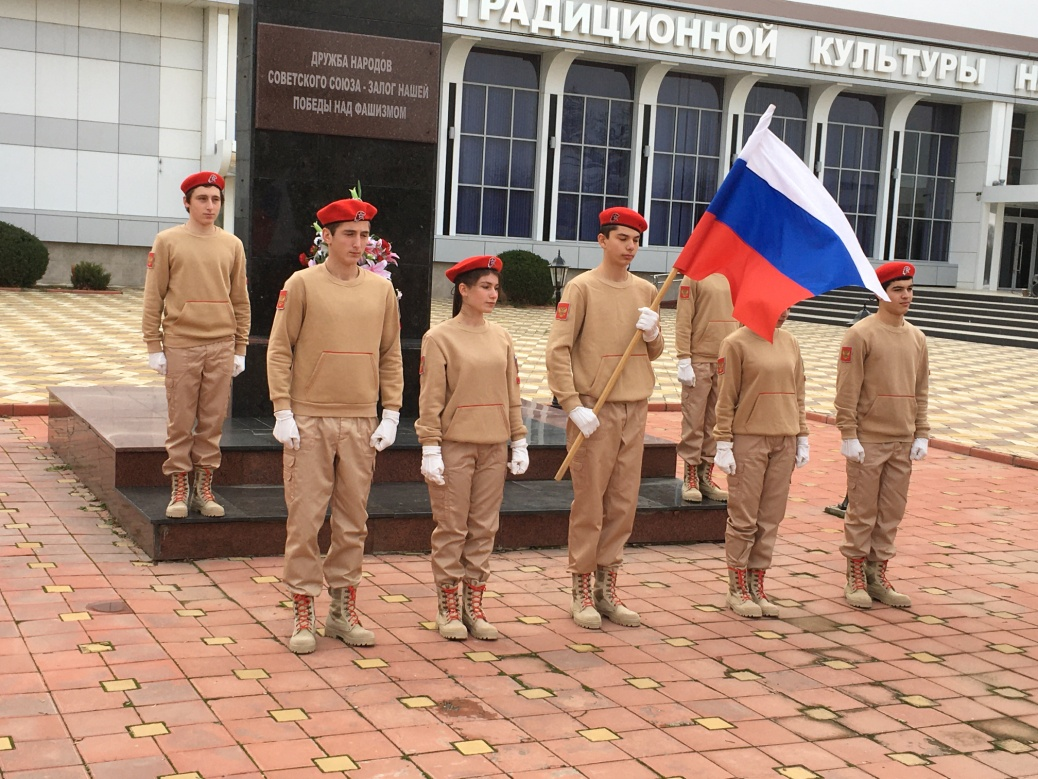 ТРАДИЦИОННОЙ КУЛЬТУРЫ Н
ДРУЖБА НАРОДОВ
СОВЕТСКОГО СОЮЗА - ЗАЛОГ НАШЕЙ
ПОБЕДЫ НАД ФАШИЗМОМ